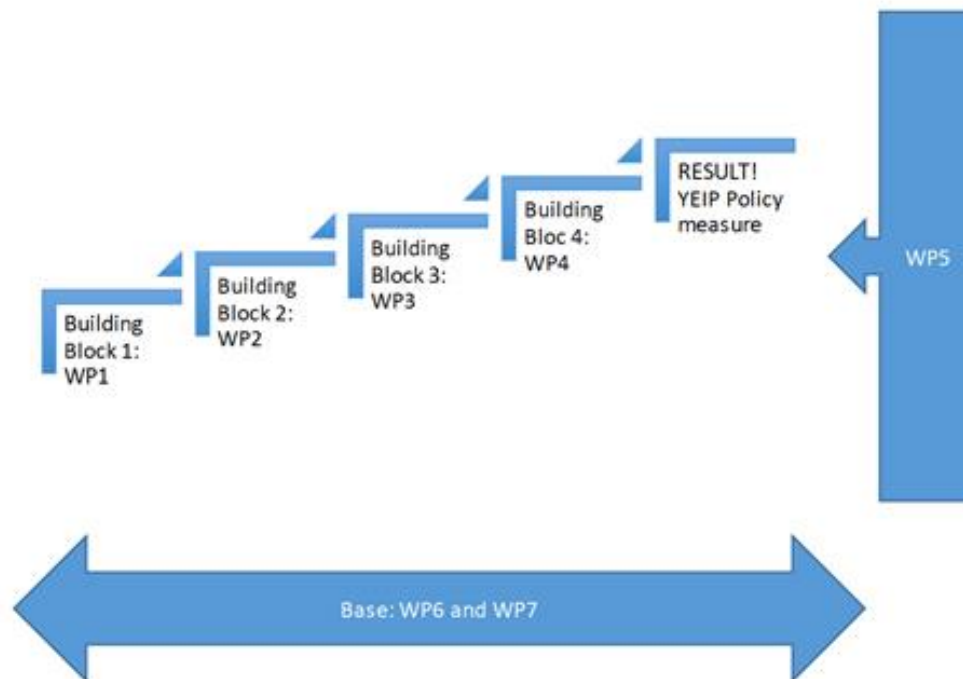 Building
Block 1:
WP1
Building
Block 2:
WP2
Building
Block 3:
WP3
Building
Bloc 4:
WP4
RESULT!
YEIP Policy
measure
WP5
Base: WP6 and WP7